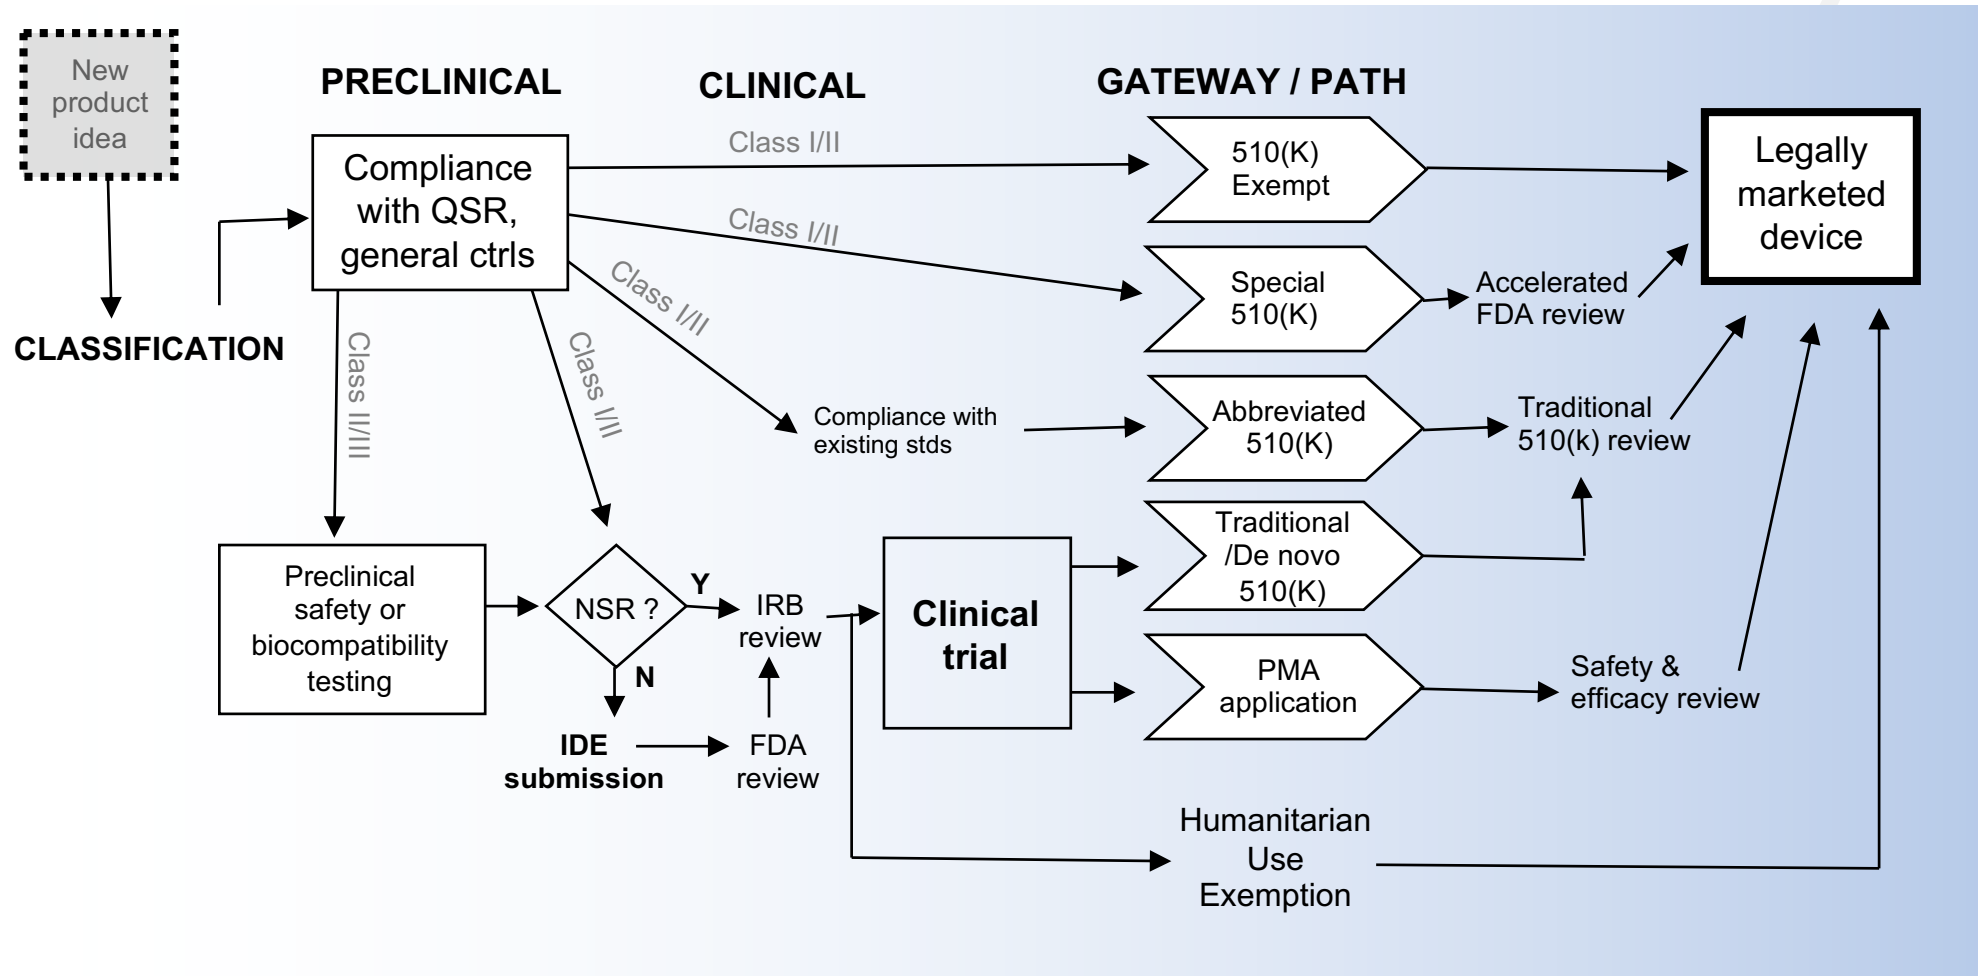 New
product
idea
CLASSIFICATION
PRECLINICAL
CLINICAL
GATEWAY / PATH
Compliance
with QSR,
general ctrls
Class I/II
Class I/II
Class I/II
Class I/II
Class II/III
510(K)
Exempt
Special
510(K)
Accelerated
FDA review
Legally
marketed
device
Compliance with
existing stds
Abbreviated
510(K)
Traditional
510(k) review
Preclinical
safety or
biocompatibility
testing
NSR ?
Y
N
IRB
review
IDE
submission
FDA
review
Clinical
trial
Traditional
/De novo
510(K)
PMA
application
Safety &
efficacy review
Humanitarian
Use
Exemption